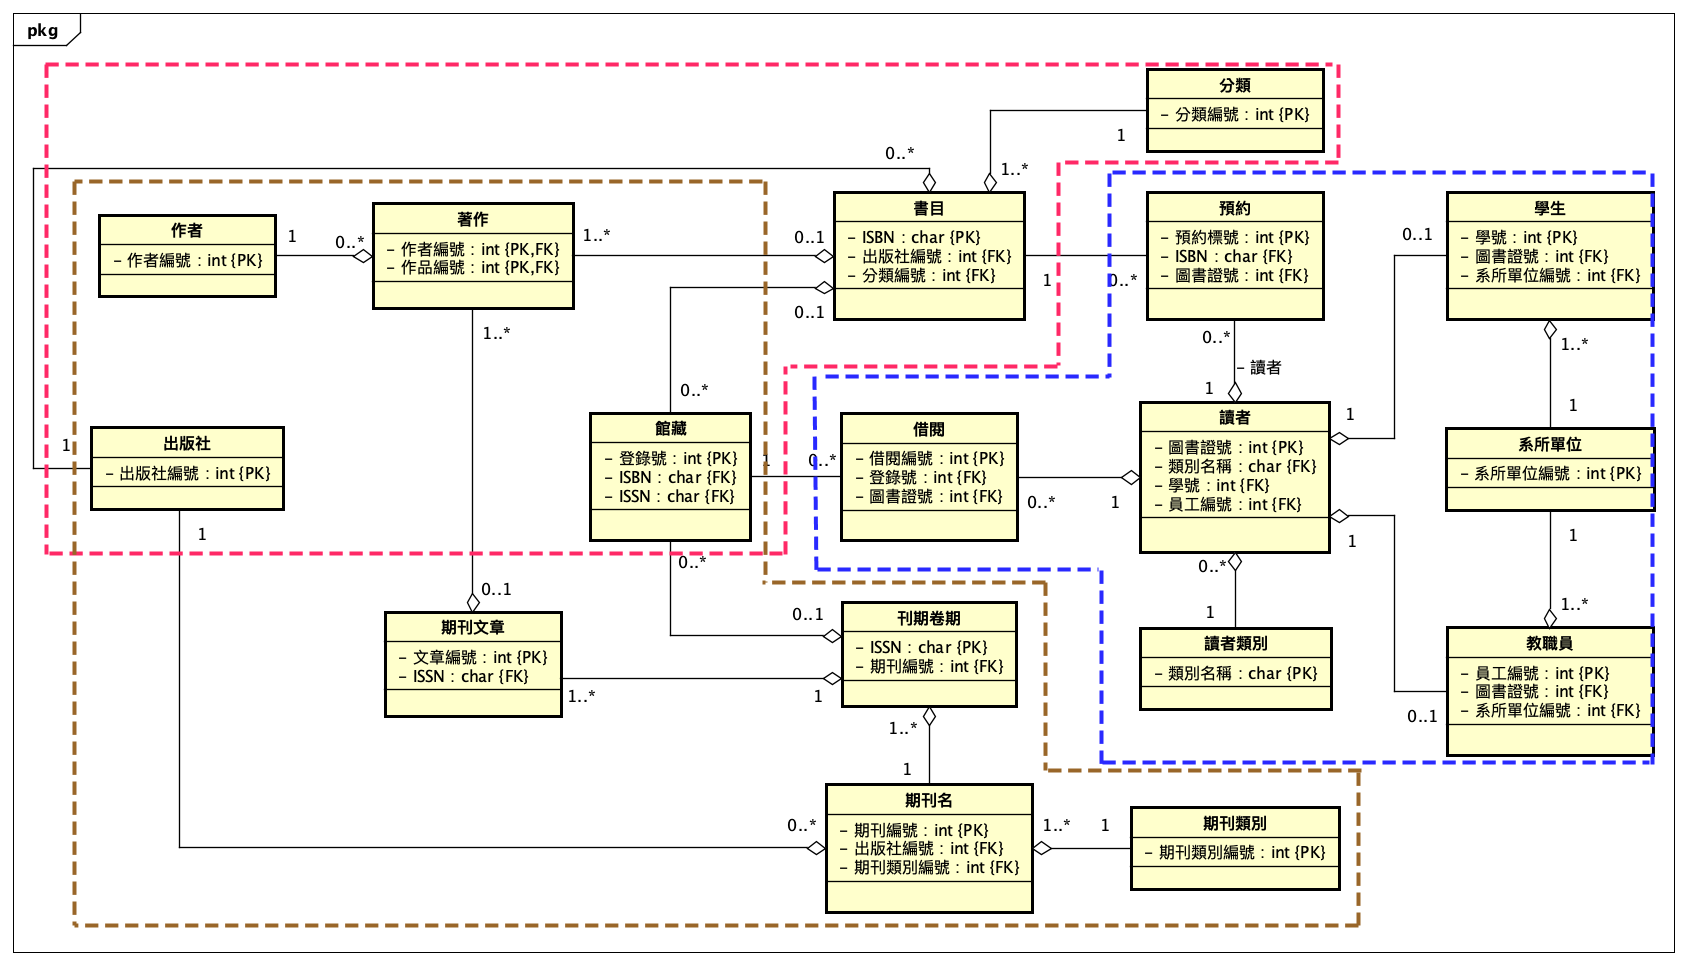 pkg
分類
- 分類編號 : int {PK}
1
0..*
1..*
作者
- 作者編號 : int {PK}
1
0..*
著作
- 作者編號 : int {PK,FK}
- 作品編號 : int {PK,FK}
1..*
0..1
書目
- ISBN : char {PK}
- 出版社編號 : int {FK}
- 分類編號 : int {FK}
1
0..*
預約
- 預約標號 : int {PK}
- ISBN : char {FK}
- 圖書證號 : int {FK}
0..1
學生
- 學號 : int {PK}
- 圖書證號 : int {FK}
- 系所單位編號 : int {FK}
0..1
1..*
0..*
1..*
- 讀者
1
0..*
1
1
出版社
- 出版社編號 : int {PK}
1
1
館藏
- 登錄號 : int {PK}
- ISBN : char {FK}
- ISSN : char {FK}
1
0..*
借閱
- 借閱編號 : int {PK}
- 登錄號 : int {FK}
- 圖書證號 : int {FK}
0..*
1
讀者
- 圖書證號 : int {PK}
- 類別名稱 : char {FK}
- 學號 : int {FK}
- 員工編號 : int {FK}
1
系所單位
- 系所單位編號 : int {PK}
1
0..*
0..*
1
0..1
0..1
1..*
期刊文章
- 文章編號 : int {PK}
- ISSN : char {FK}
1..*
1
刊期卷期
- ISSN : char {PK}
- 期刊編號 : int {FK}
讀者類別
- 類別名稱 : char {PK}
教職員
- 員工編號 : int {PK}
- 圖書證號 : int {FK}
- 系所單位編號 : int {FK}
0..1
1..*
1
0..*
期刊名
- 期刊編號 : int {PK}
- 出版社編號 : int {FK}
- 期刊類別編號 : int {FK}
1..*
1
期刊類別
- 期刊類別編號 : int {PK}